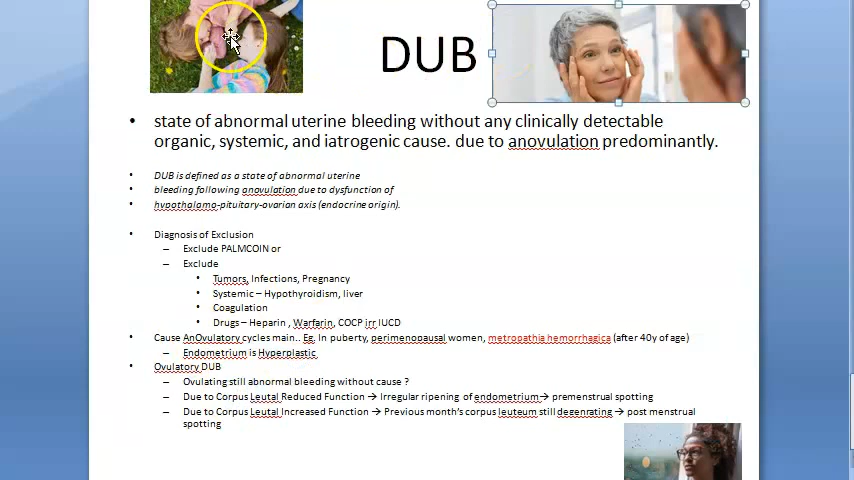 DUB
• state of abnormal uterine bleeding without any clinically detectable
organic, systemic, and iatrogenic cause. due to anovulation predominantly.
• DUB is defined as a state of abnormal uterine
• bleeding following anovulation due to dysfunction of
• hypothalamo-pituitary-ovarian axis (endocrine origin).
• Diagnosis of Exclusion
– Exclude PALMCOIN or
– Exclude
• Tumors, Infections, Pregnancy
• Systemic – Hypothyroidism, liver
• Coagulation
• Drugs – Heparin , Warfarin, COCP irr IUCD
• Cause AnOvulatory cycles main.. Eg. In puberty, perimenopausal women, metropathia hemorrhagica (after 40y of age)
– Endometrium is Hyperplastic
• Ovulatory DUB
– Ovulating still abnormal bleeding without cause ?
– Due to Corpus Leutal Reduced Function → Irregular ripening of endometrium→ premenstrual spotting
– Due to Corpus Leutal Increased Function → Previous month's corpus leuteum still degenrating → post menstrual
spotting